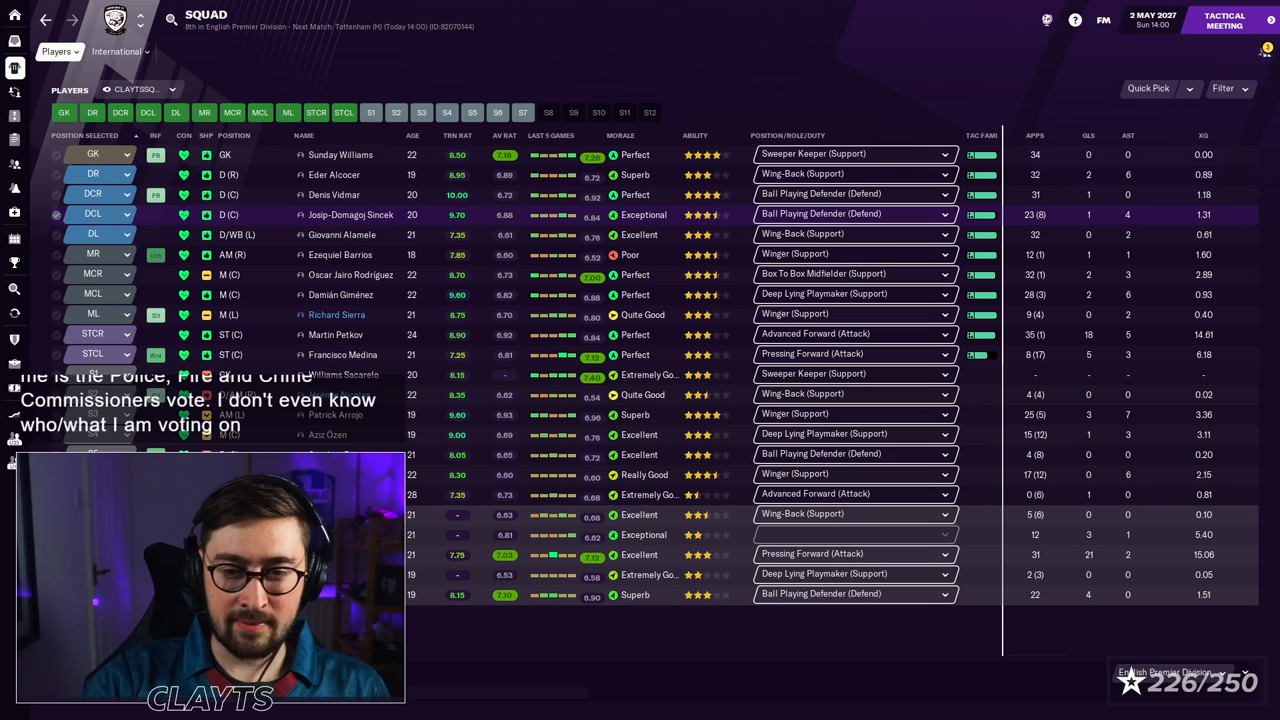 SQUAD
8th in English Premier Division - Next Match: Tottenham (H) (Today 14:00) (ID:82070144)
FM
2 MAY 2027
Sun 14:00
TACTICAL
MEETING
Players
International
3
PLAYERS
CLAYTSSQ...
Quick Pick
Filter
GK DR DCR DCL DL MR MCR MCL ML STCR STCL S1 S2 S3 S4 S5 S6 S7 S8 S9 S10 S11 S12
POSITION SELECTED INF CON SHP POSITION NAME AGE TRN RAT AV RAT LAST 5 GAMES MORALE ABILITY POSITION/ROLE/DUTY TAC FAMI APPS GLS AST XG
GK PR GK Sunday Williams 22 8.50 7.18 7.26 Perfect Sweeper Keeper (Support) 34 0 0 0.00
DR D (R) Eder Alcocer 19 8.95 6.89 6.72 Superb Wing-Back (Support) 32 2 6 0.89
DCR PR D (C) Denis Vidmar 20 10.00 6.72 6.92 Perfect Ball Playing Defender (Defend) 31 1 0 1.18
DCL D (C) Josip-Domagoj Sincek 20 9.70 6.88 6.84 Exceptional Ball Playing Defender (Defend) 23 (8) 1 4 1.31
DL D/WB (L) Giovanni Alamele 21 7.35 6.61 6.76 Excellent Wing-Back (Support) 32 0 2 0.61
MR Unh AM (R) Ezequiel Barrios 18 7.85 6.60 6.52 Poor Winger (Support) 12 (1) 1 1 1.60
MCR M (C) Oscar Jairo Rodríguez 22 8.70 6.73 7.00 Perfect Box To Box Midfielder (Support) 32 (1) 2 3 2.89
MCL M (C) Damián Giménez 22 9.60 6.82 6.88 Perfect Deep Lying Playmaker (Support) 28 (3) 2 6 0.93
ML Slt M (L) Richard Sierra 21 8.75 6.70 6.80 Quite Good Winger (Support) 9 (4) 0 2 0.40
STCR ST (C) Martin Petkov 24 8.90 6.92 6.84 Perfect Advanced Forward (Attack) 35 (1) 18 5 14.61
STCL Wnt ST (C) Francisco Medina 21 7.25 6.81 7.12 Perfect Pressing Forward (Attack) 8 (17) 5 3 6.18
S1 GK Williams Sacarelo 20 8.15 - 7.40 Extremely Go... Sweeper Keeper (Support) - - - -
22 8.35 6.62 6.54 Quite Good Wing-Back (Support) 4 (4) 0 0 0.02
AM (L) Patrick Arrojo 19 9.60 6.93 6.96 Superb Winger (Support) 25 (5) 3 7 3.36
M (C) Aziz Özen 19 9.00 6.69 6.76 Excellent Deep Lying Playmaker (Support) 15 (12) 1 3 3.11
21 8.05 6.65 6.72 Excellent Ball Playing Defender (Defend) 4 (8) 0 0 0.20
22 8.30 6.60 6.60 Really Good Winger (Support) 17 (12) 0 6 2.15
28 7.35 6.73 6.68 Extremely Go... Advanced Forward (Attack) 0 (6) 1 0 0.81
21 - 6.63 6.68 Excellent Wing-Back (Support) 5 (6) 0 0 0.10
21 - 6.81 6.62 Exceptional 12 3 1 5.40
21 7.75 7.03 7.12 Excellent Pressing Forward (Attack) 31 21 2 15.06
19 - 6.53 6.58 Extremely Go... Deep Lying Playmaker (Support) 2 (3) 0 0 0.05
19 8.15 7.10 6.90 Superb Ball Playing Defender (Defend) 22 4 0 1.51
me is the Police, Fire and Crime
Commissioners vote. I don't even know
who/what I am voting on
CLAYTS
English Premier Division
226/250